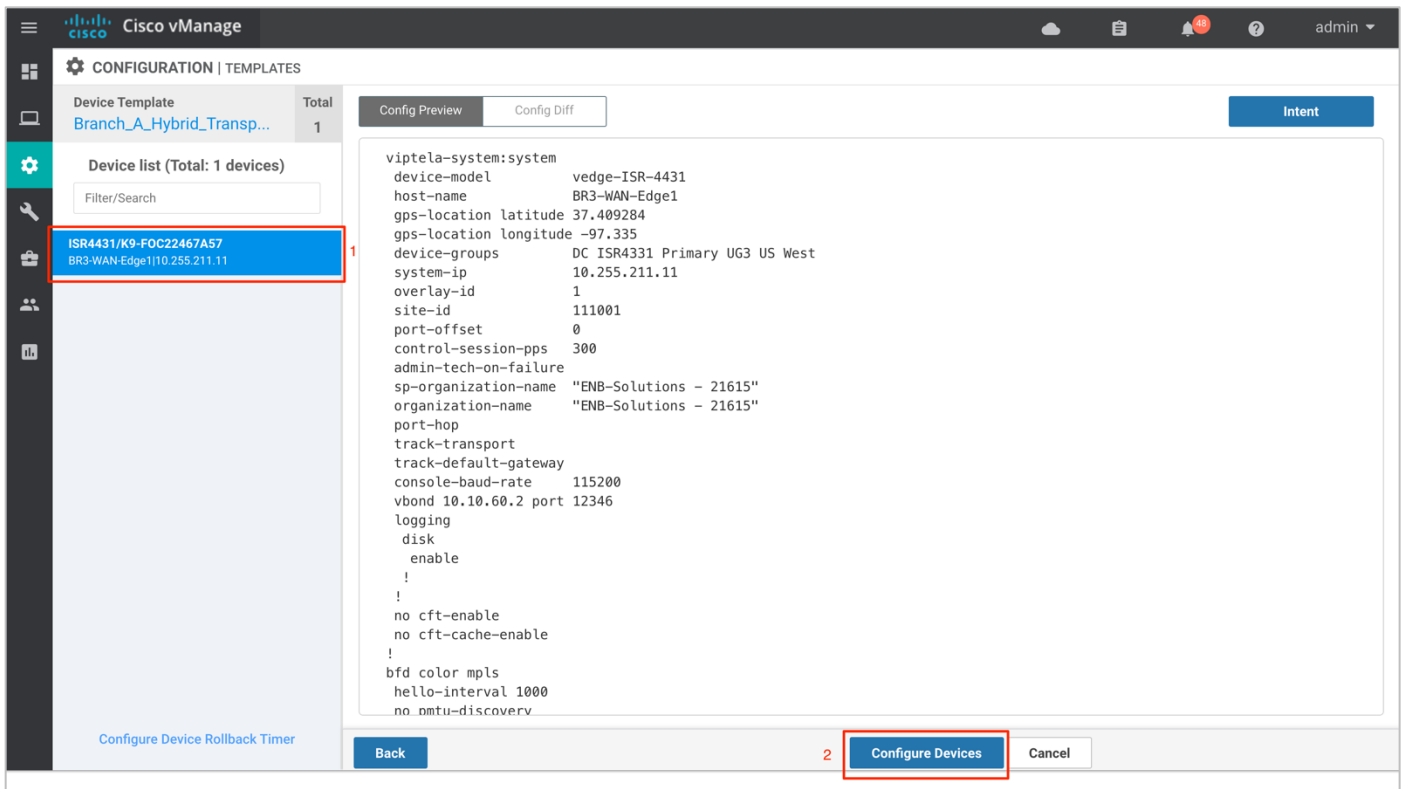 cisco Cisco vManage
48
admin
CONFIGURATION | TEMPLATES
Device Template
Total
Branch_A_Hybrid_Transp...
1
Device list (Total: 1 devices)
Filter/Search
ISR4431/K9-FOC22467A57
BR3-WAN-Edge1|10.255.211.11
1
Configure Device Rollback Timer
Config Preview
Config Diff
Intent
viptela-system:system
device-model vedge-ISR-4431
host-name BR3-WAN-Edge1
gps-location latitude 37.409284
gps-location longitude -97.335
device-groups DC ISR4331 Primary UG3 US West
system-ip 10.255.211.11
overlay-id 1
site-id 111001
port-offset 0
control-session-pps 300
admin-tech-on-failure
sp-organization-name "ENB-Solutions - 21615"
organization-name "ENB-Solutions - 21615"
port-hop
track-transport
track-default-gateway
console-baud-rate 115200
vbond 10.10.60.2 port 12346
logging
disk
enable
!
!
no cft-enable
no cft-cache-enable
!
bfd color mpls
hello-interval 1000
no pmtu-discovery
Back
2
Configure Devices
Cancel